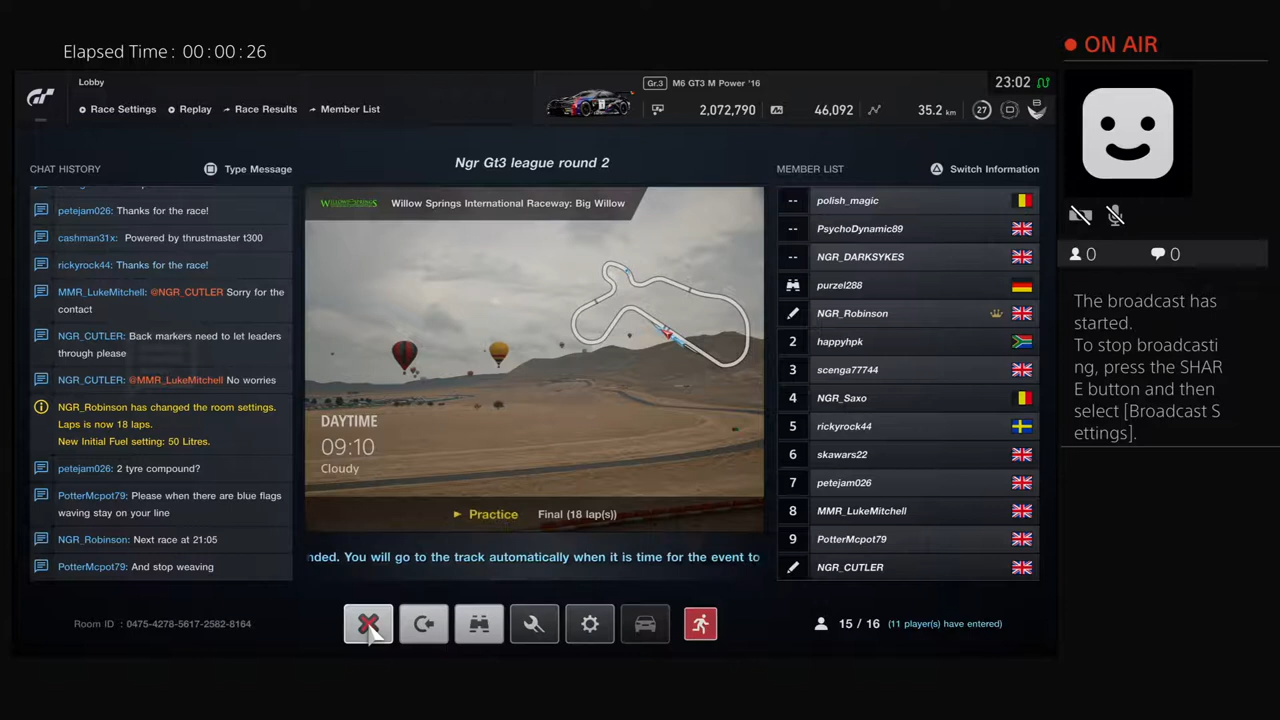 Elapsed Time : 00 : 00 : 26
ON AIR
Lobby
Race Settings
Replay
Race Results
Member List
Gr.3 M6 GT3 M Power '16
2,072,790
46,092
35.2 km
23:02
27
CHAT HISTORY
Type Message
petejam026: Thanks for the race!
cashman31x: Powered by thrustmaster t300
rickyrock44: Thanks for the race!
MMR_LukeMitchell: @NGR_CUTLER Sorry for the
contact
NGR_CUTLER: Back markers need to let leaders
through please
NGR_CUTLER: @MMR_LukeMitchell No worries
NGR_Robinson has changed the room settings.
Laps is now 18 laps.
New Initial Fuel setting: 50 Litres.
petejam026: 2 tyre compound?
PotterMcpot79: Please when there are blue flags
waving stay on your line
NGR_Robinson: Next race at 21:05
PotterMcpot79: And stop weaving
Room ID : 0475-4278-5617-2582-8164
Ngr Gt3 league round 2
WILLOW SPRINGS
Willow Springs International Raceway: Big Willow
DAYTIME
09:10
Cloudy
Practice Final (18 lap(s))
nded. You will go to the track automatically when it is time for the event to
MEMBER LIST
Switch Information
-- polish_magic
-- PsychoDynamic89
-- NGR_DARKSYKES
purzel288
NGR_Robinson
2 happyhpk
3 scenga77744
4 NGR_Saxo
5 rickyrock44
6 skawars22
7 petejam026
8 MMR_LukeMitchell
9 PotterMcpot79
NGR_CUTLER
15 / 16 (11 player(s) have entered)
0
0
The broadcast has
started.
To stop broadcasti
ng, press the SHAR
E button and then
select [Broadcast S
ettings].